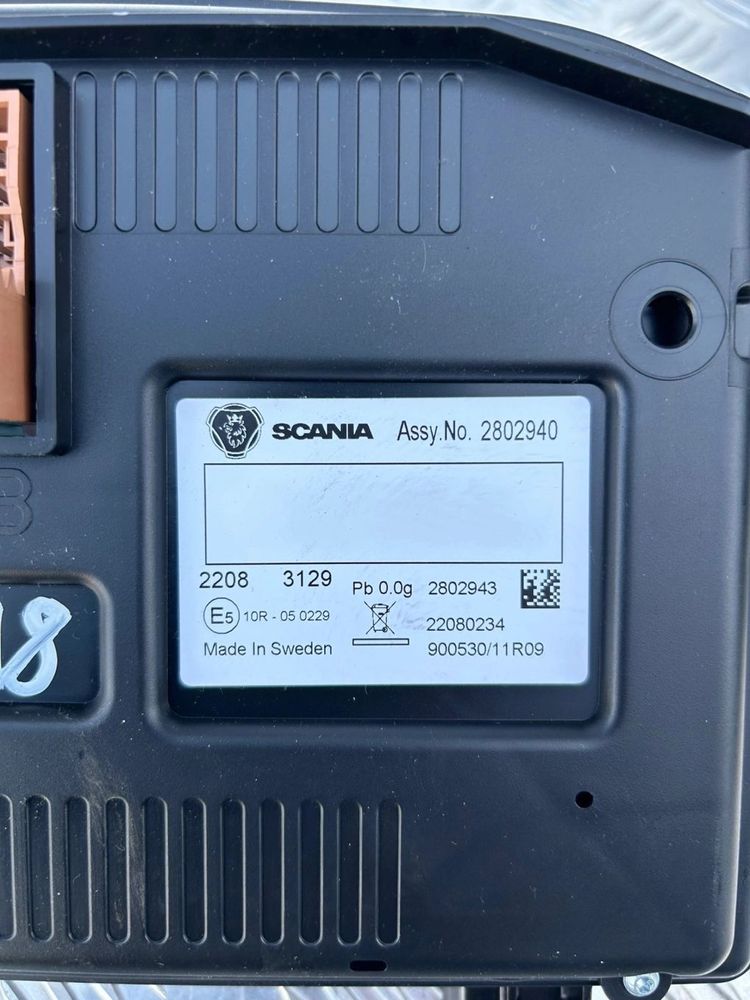 SCANIA Assy.No. 2802940
2208 3129 Pb 0.0g 2802943
E5 10R - 05 0229 22080234
Made In Sweden 900530/11R09